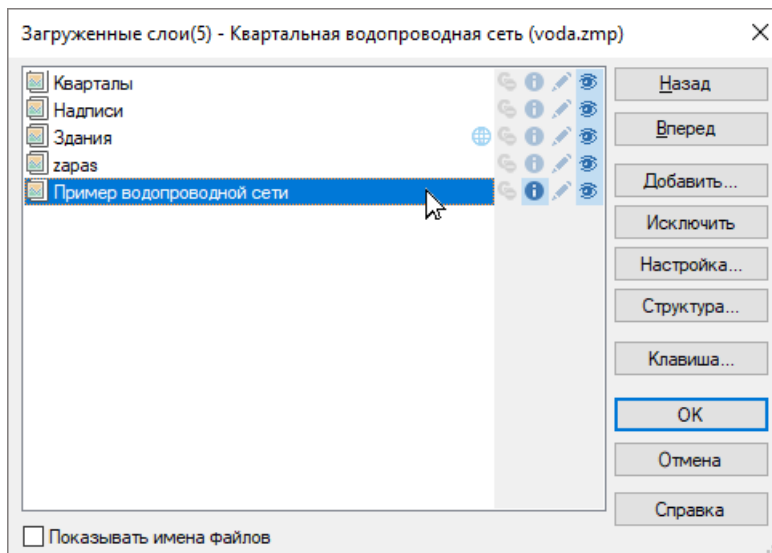 Загруженные слои(5) - Квартальная водопроводная сеть (voda.zmp)
Кварталы
Надписи
Здания
zapas
Пример водопроводной сети
Назад
Вперед
Добавить...
Исключить
Настройка...
Структура...
Клавиша...
ОК
Отмена
Справка
Показывать имена файлов